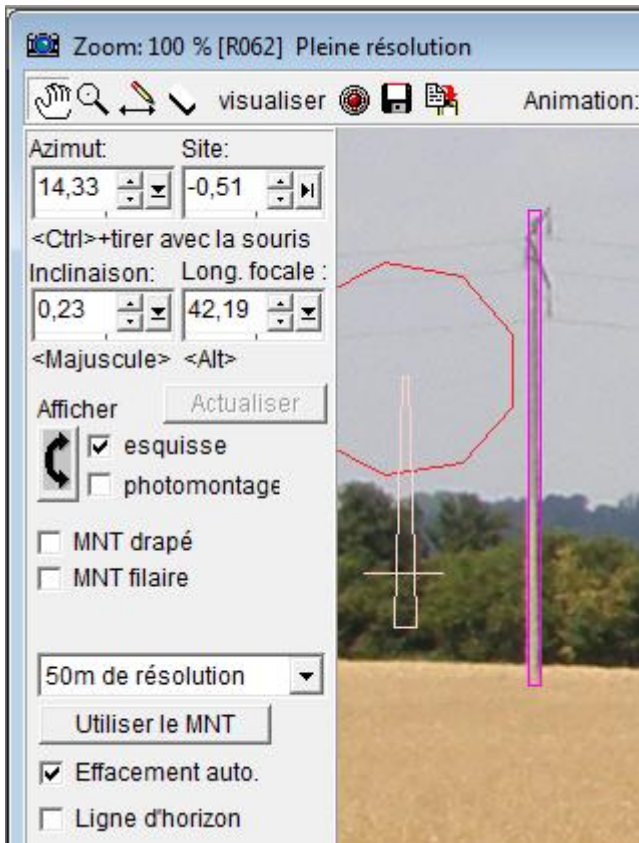 Zoom: 100 % [R062] Pleine résolution
visualiser Animation:
Azimut: Site:
14,33 -0,51
<Ctrl>+tirer avec la souris
Inclinaison: Long. focale :
0,23 42,19
<Majuscule> <Alt>
Afficher Actualiser
esquisse
photomontage
MNT drapé
MNT filaire
50m de résolution
Utiliser le MNT
Effacement auto.
Ligne d'horizon